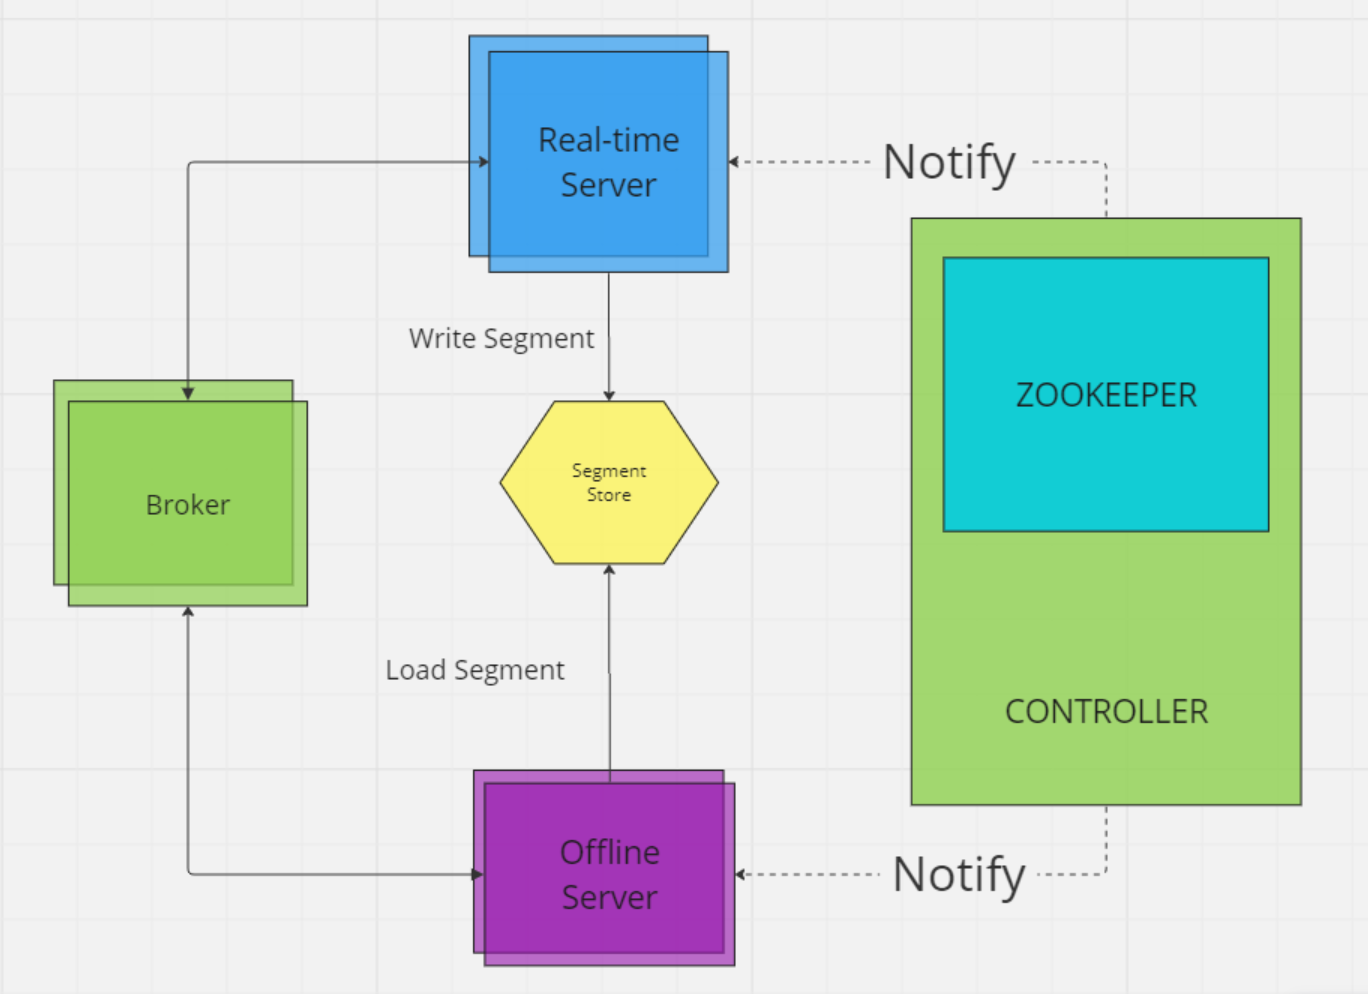 Real-time
Server
Notify
Write Segment
ZOOKEEPER
Segment
Store
Broker
Load Segment
CONTROLLER
Offline
Server
Notify